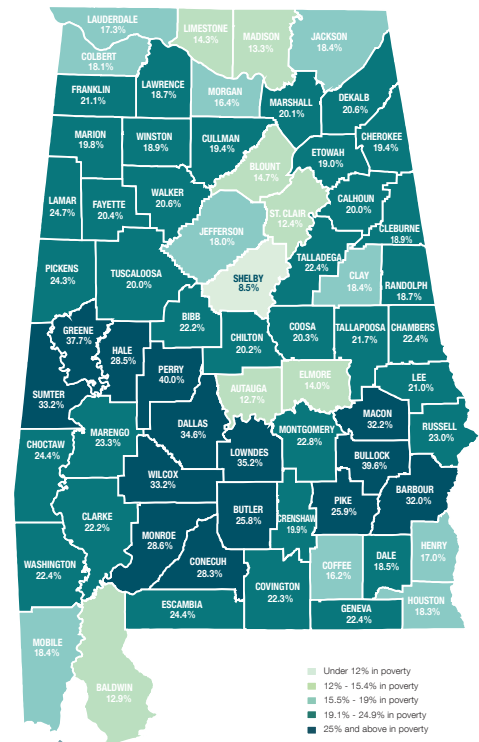 LAUDERDALE
17.3%
LIMESTONE
14.3%
MADISON
13.3%
JACKSON
18.4%
COLBERT
18.1%
FRANKLIN
21.1%
LAWRENCE
18.7%
MORGAN
16.4%
MARSHALL
20.1%
DEKALB
20.6%
MARION
19.8%
WINSTON
18.9%
CULLMAN
19.4%
CHEROKEE
19.4%
ETOWAH
19.0%
BLOUNT
14.7%
LAMAR
24.7%
FAYETTE
20.4%
WALKER
20.6%
CALHOUN
20.0%
ST. CLAIR
12.4%
JEFFERSON
18.0%
CLEBURNE
18.9%
PICKENS
24.3%
TUSCALOOSA
20.0%
SHELBY
8.5%
TALLADEGA
22.4%
CLAY
18.4%
RANDOLPH
18.7%
GREENE
37.7%
HALE
28.5%
BIBB
22.2%
CHILTON
20.2%
COOSA
20.3%
TALLAPOOSA
21.7%
CHAMBERS
22.4%
PERRY
40.0%
SUMTER
33.2%
AUTAUGA
12.7%
ELMORE
14.0%
LEE
21.0%
MACON
32.2%
CHOCTAW
24.4%
MARENGO
23.3%
DALLAS
34.6%
MONTGOMERY
22.8%
RUSSELL
23.0%
LOWNDES
35.2%
BULLOCK
39.6%
WILCOX
33.2%
BARBOUR
32.0%
CLARKE
22.2%
BUTLER
25.8%
CRENSHAW
19.9%
PIKE
25.9%
MONROE
28.6%
WASHINGTON
22.4%
CONECUH
28.3%
COFFEE
16.2%
DALE
18.5%
HENRY
17.0%
COVINGTON
22.3%
ESCAMBIA
24.4%
GENEVA
22.4%
HOUSTON
18.3%
MOBILE
18.4%
BALDWIN
12.9%
Under 12% in poverty
12% - 15.4% in poverty
15.5% - 19% in poverty
19.1% - 24.9% in poverty
25% and above in poverty